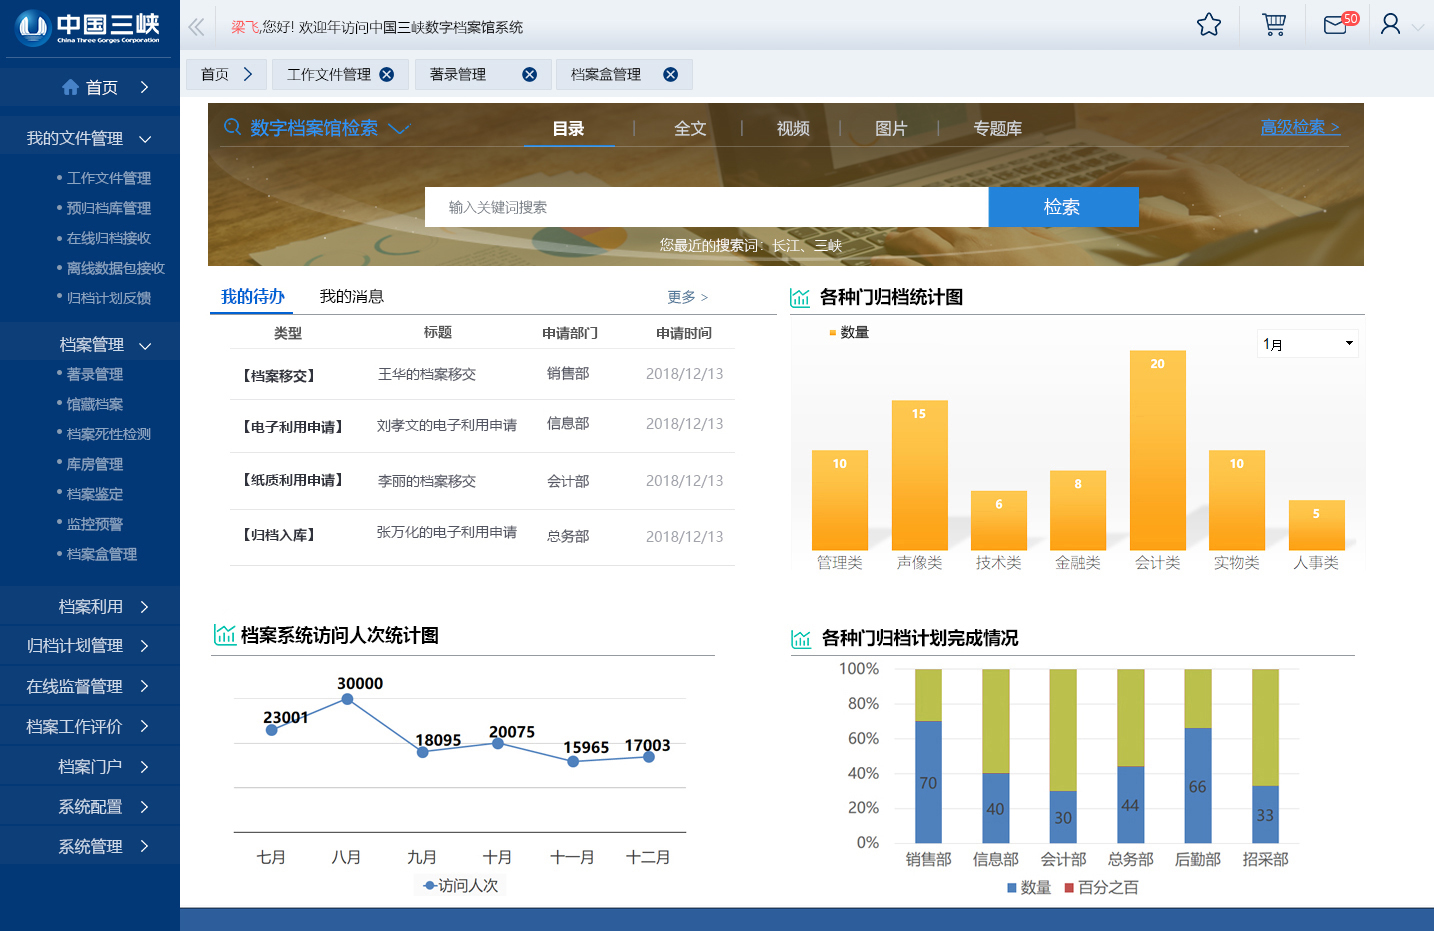 中国三峡
China Three Gorges Corporation
梁飞,您好! 欢迎年访问中国三峡数字档案馆系统
50
首页
工作文件管理
著录管理
档案盒管理
首页
我的文件管理
工作文件管理
预归档库管理
在线归档接收
离线数据包接收
归档计划反馈
档案管理
著录管理
馆藏档案
档案死性检测
库房管理
档案鉴定
监控预警
档案盒管理
档案利用
归档计划管理
在线监督管理
档案工作评价
档案门户
系统配置
系统管理
数字档案馆检索
目录 | 全文 | 视频 | 图片 | 专题库
高级检索 >
输入关键词搜索
检索
您最近的搜索词：长江、三峡
我的待办
我的消息
更多 >
类型 标题 申请部门 申请时间
【档案移交】 王华的档案移交 销售部 2018/12/13
【电子利用申请】 刘孝文的电子利用申请 信息部 2018/12/13
【纸质利用申请】 李丽的档案移交 会计部 2018/12/13
【归档入库】 张万化的电子利用申请 总务部 2018/12/13
各种门归档统计图
数量
1月
10 15 6 8 20 10 5
管理类 声像类 技术类 金融类 会计类 实物类 人事类
档案系统访问人次统计图
23001 30000 18095 20075 15965 17003
七月 八月 九月 十月 十一月 十二月
访问人次
各种门归档计划完成情况
100%
80%
60%
40%
20%
0%
70 40 30 44 66 33
销售部 信息部 会计部 总务部 后勤部 招采部
数量 百分之百